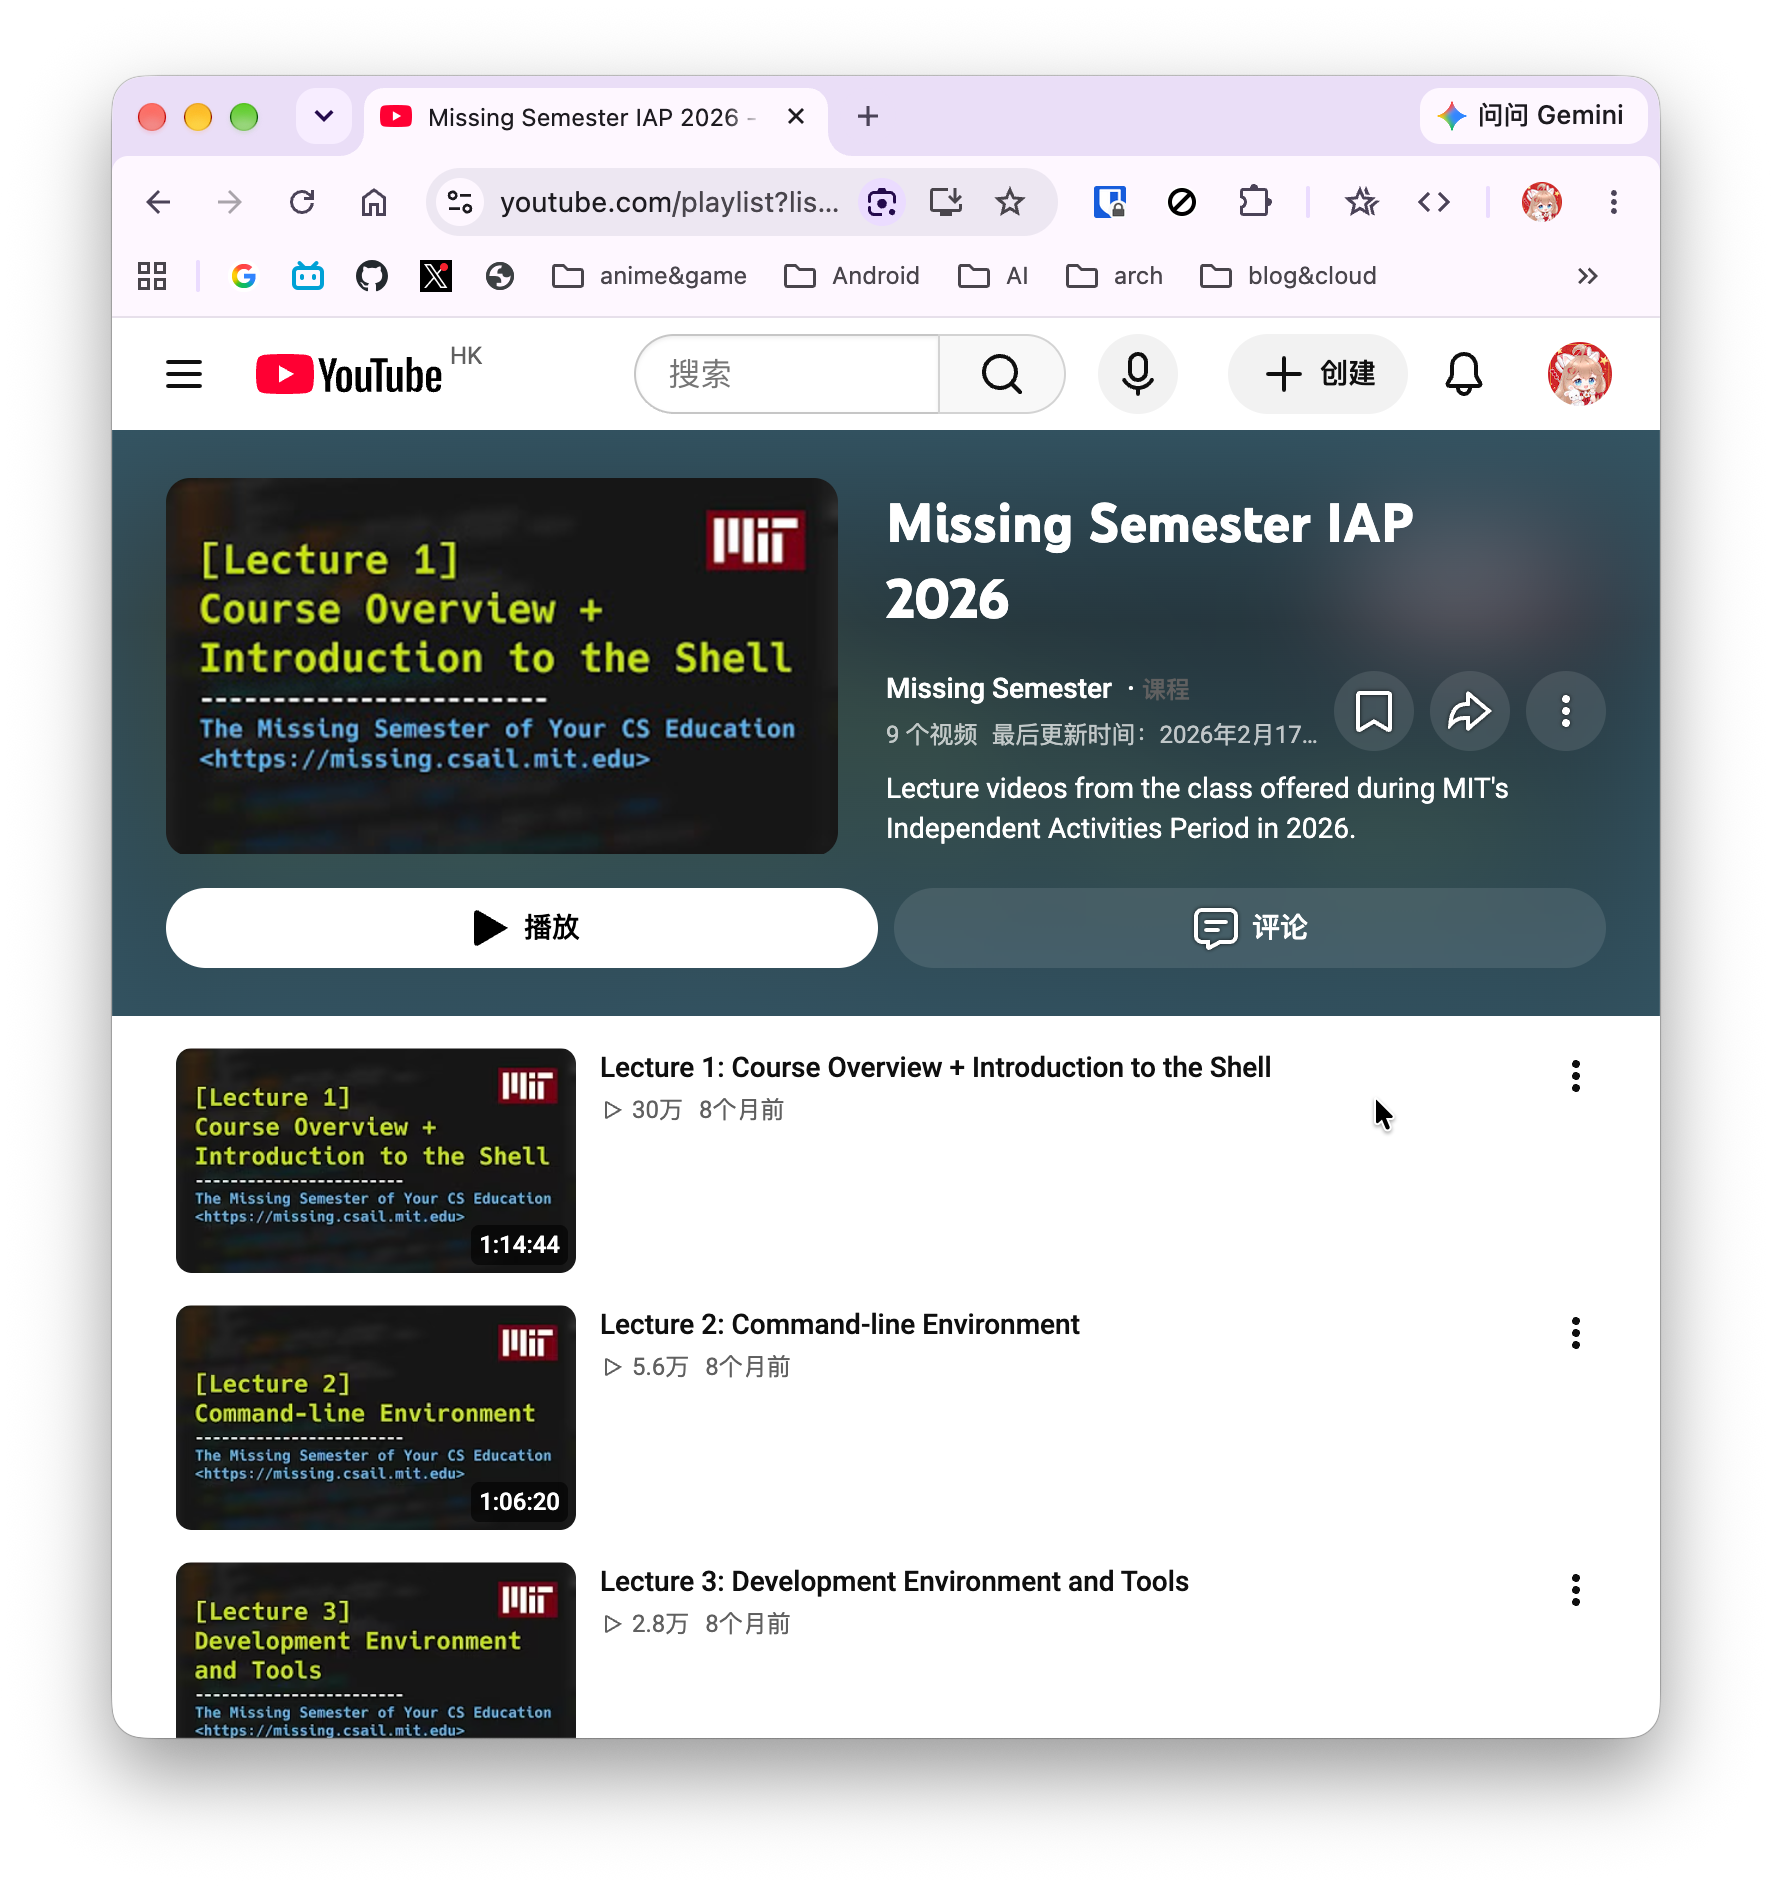 Missing Semester IAP 2026 -
问问 Gemini
youtube.com/playlist?lis...
anime&game
Android
AI
arch
blog&cloud
YouTube HK
搜索
创建
MIT
[Lecture 1]
Course Overview +
Introduction to the Shell
------------------------
The Missing Semester of Your CS Education
<https://missing.csail.mit.edu>
Missing Semester IAP
2026
Missing Semester · 课程
9 个视频 最后更新时间：2026年2月17...
Lecture videos from the class offered during MIT's
Independent Activities Period in 2026.
播放
评论
MIT
[Lecture 1]
Course Overview +
Introduction to the Shell
------------------------
The Missing Semester of Your CS Education
<https://missing.csail.mit.edu>
1:14:44
Lecture 1: Course Overview + Introduction to the Shell
30万 8个月前
MIT
[Lecture 2]
Command-line Environment
------------------------
The Missing Semester of Your CS Education
<https://missing.csail.mit.edu>
1:06:20
Lecture 2: Command-line Environment
5.6万 8个月前
MIT
[Lecture 3]
Development Environment
and Tools
------------------------
The Missing Semester of Your CS Education
<https://missing.csail.mit.edu>
Lecture 3: Development Environment and Tools
2.8万 8个月前